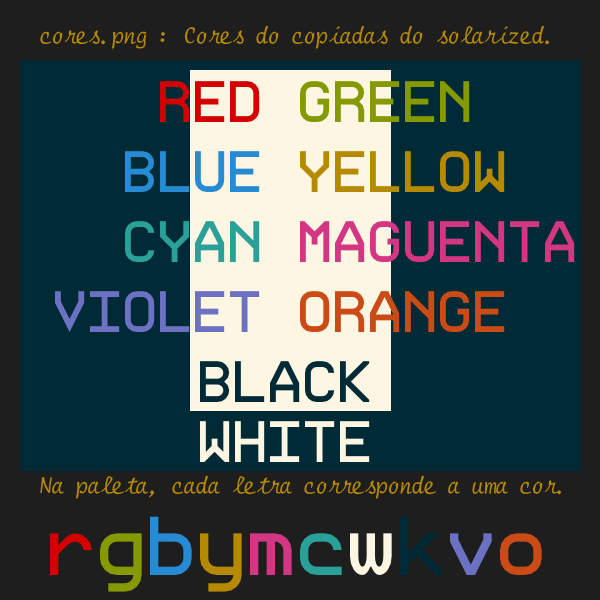 cores.png : Cores do copiadas do solarized.
RED GREEN
BLUE YELLOW
CYAN MAGUENTA
VIOLET ORANGE
BLACK
WHITE
Na paleta, cada letra corresponde a uma cor.
rgbymcwkvo